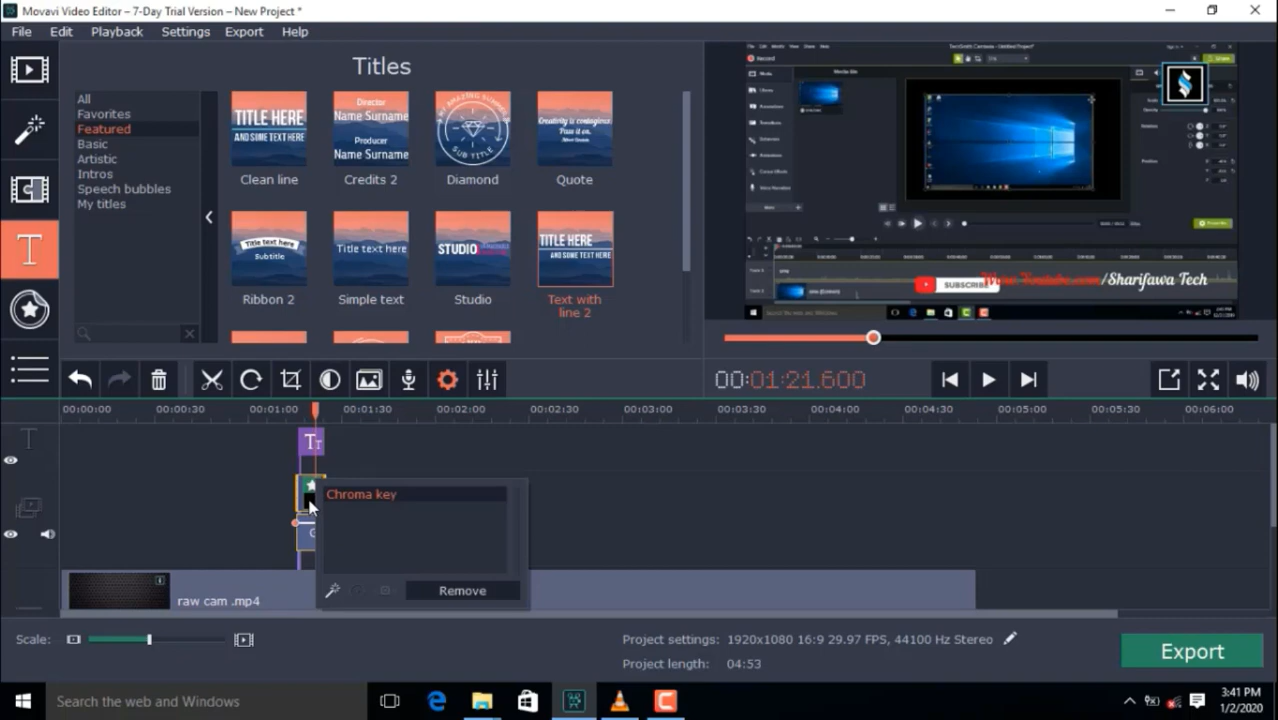 Movavi Video Editor – 7-Day Trial Version – New Project *
File Edit Playback Settings Export Help
Titles
All
Favorites
Featured
Basic
Artistic
Intros
Speech bubbles
My titles
TITLE HERE
AND SOME TEXT HERE
Clean line
Director
Name Surname
Producer
Name Surname
Credits 2
SUB TITLE
Diamond
Creativity is contagious.
Pass it on.
Quote
Title text here
Subtitle
Ribbon 2
Title text here
Simple text
STUDIO
Studio
TITLE HERE
AND SOME TEXT HERE
Text with
line 2
SUBSCRIBE
/Sharifawa Tech
00:01:21.600
00:00:00 00:00:30 00:01:00 00:01:30 00:02:00 00:02:30 00:03:00 00:03:30 00:04:00 00:04:30 00:05:00 00:05:30 00:06:00
Chroma key
Remove
raw cam .mp4
Scale:
Project settings: 1920x1080 16:9 29.97 FPS, 44100 Hz Stereo
Project length: 04:53
Export
Search the web and Windows
3:41 PM
1/2/2020